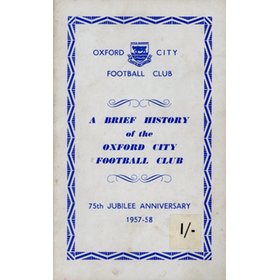 OXFORD CITY
FOOTBALL CLUB
A BRIEF HISTORY
of the
OXFORD CITY
FOOTBALL CLUB
75th JUBILEE ANNIVERSARY
1957-58
1/-